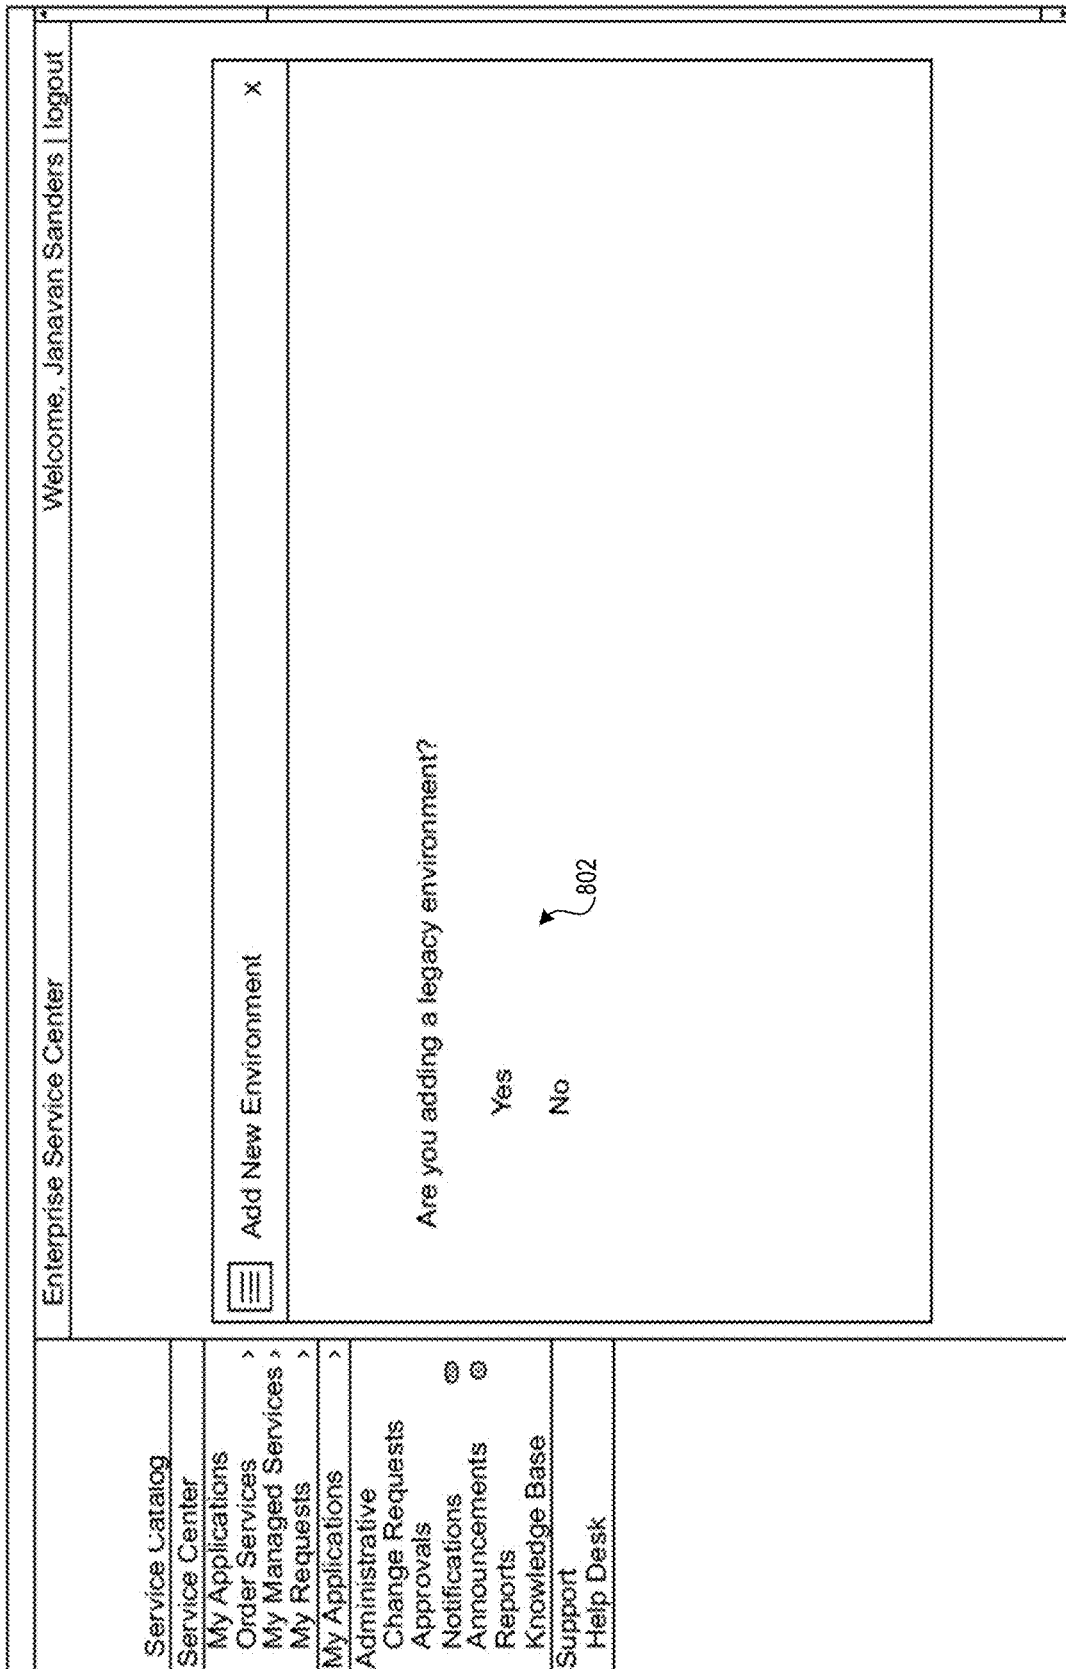 Enterprise Service Center
Welcome, Janavan Sanders | logout
Service Catalog
Service Center
My Applications
Order Services >
My Managed Services >
My Requests >
My Applications >
Administrative
Change Requests
Approvals
Notifications
Announcements
Reports
Knowledge Base
Support
Help Desk
Add New Environment X
Are you adding a legacy environment?
Yes
No
802